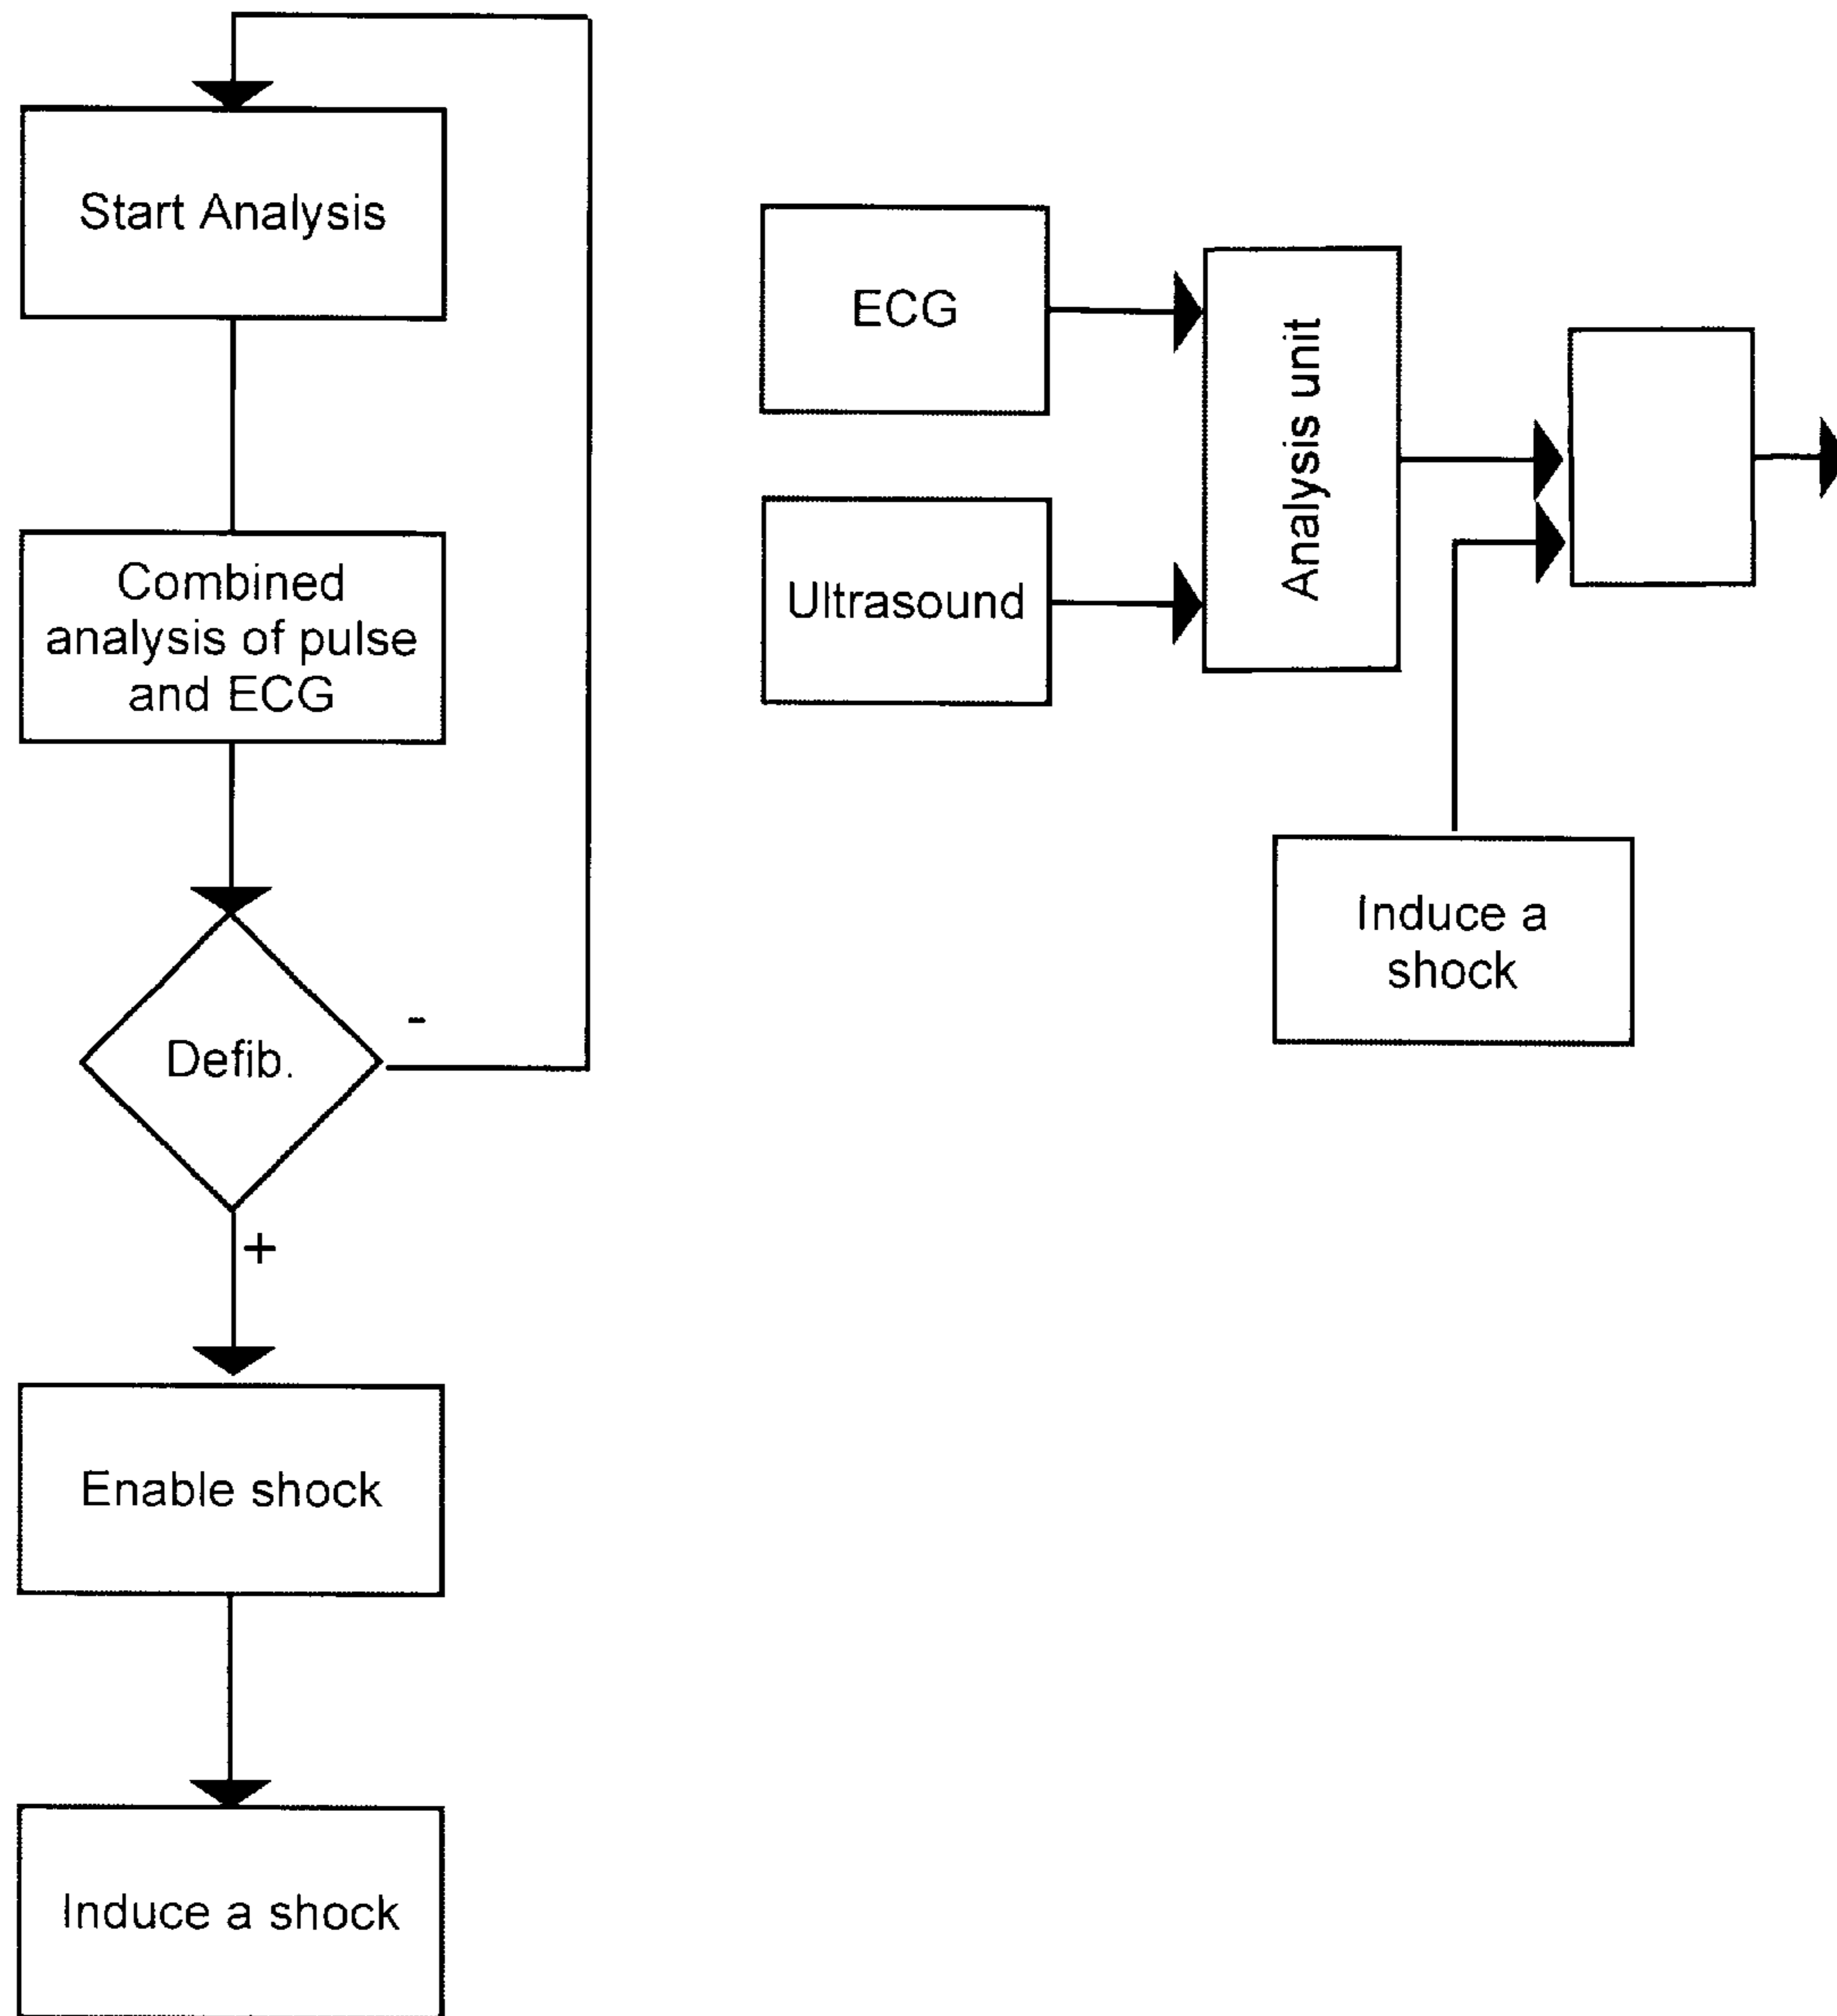 Start Analysis
Combined
analysis of pulse
and ECG
Defib.
-
+
Enable shock
Induce a shock
ECG
Ultrasound
Analysis unit
Induce a
shock